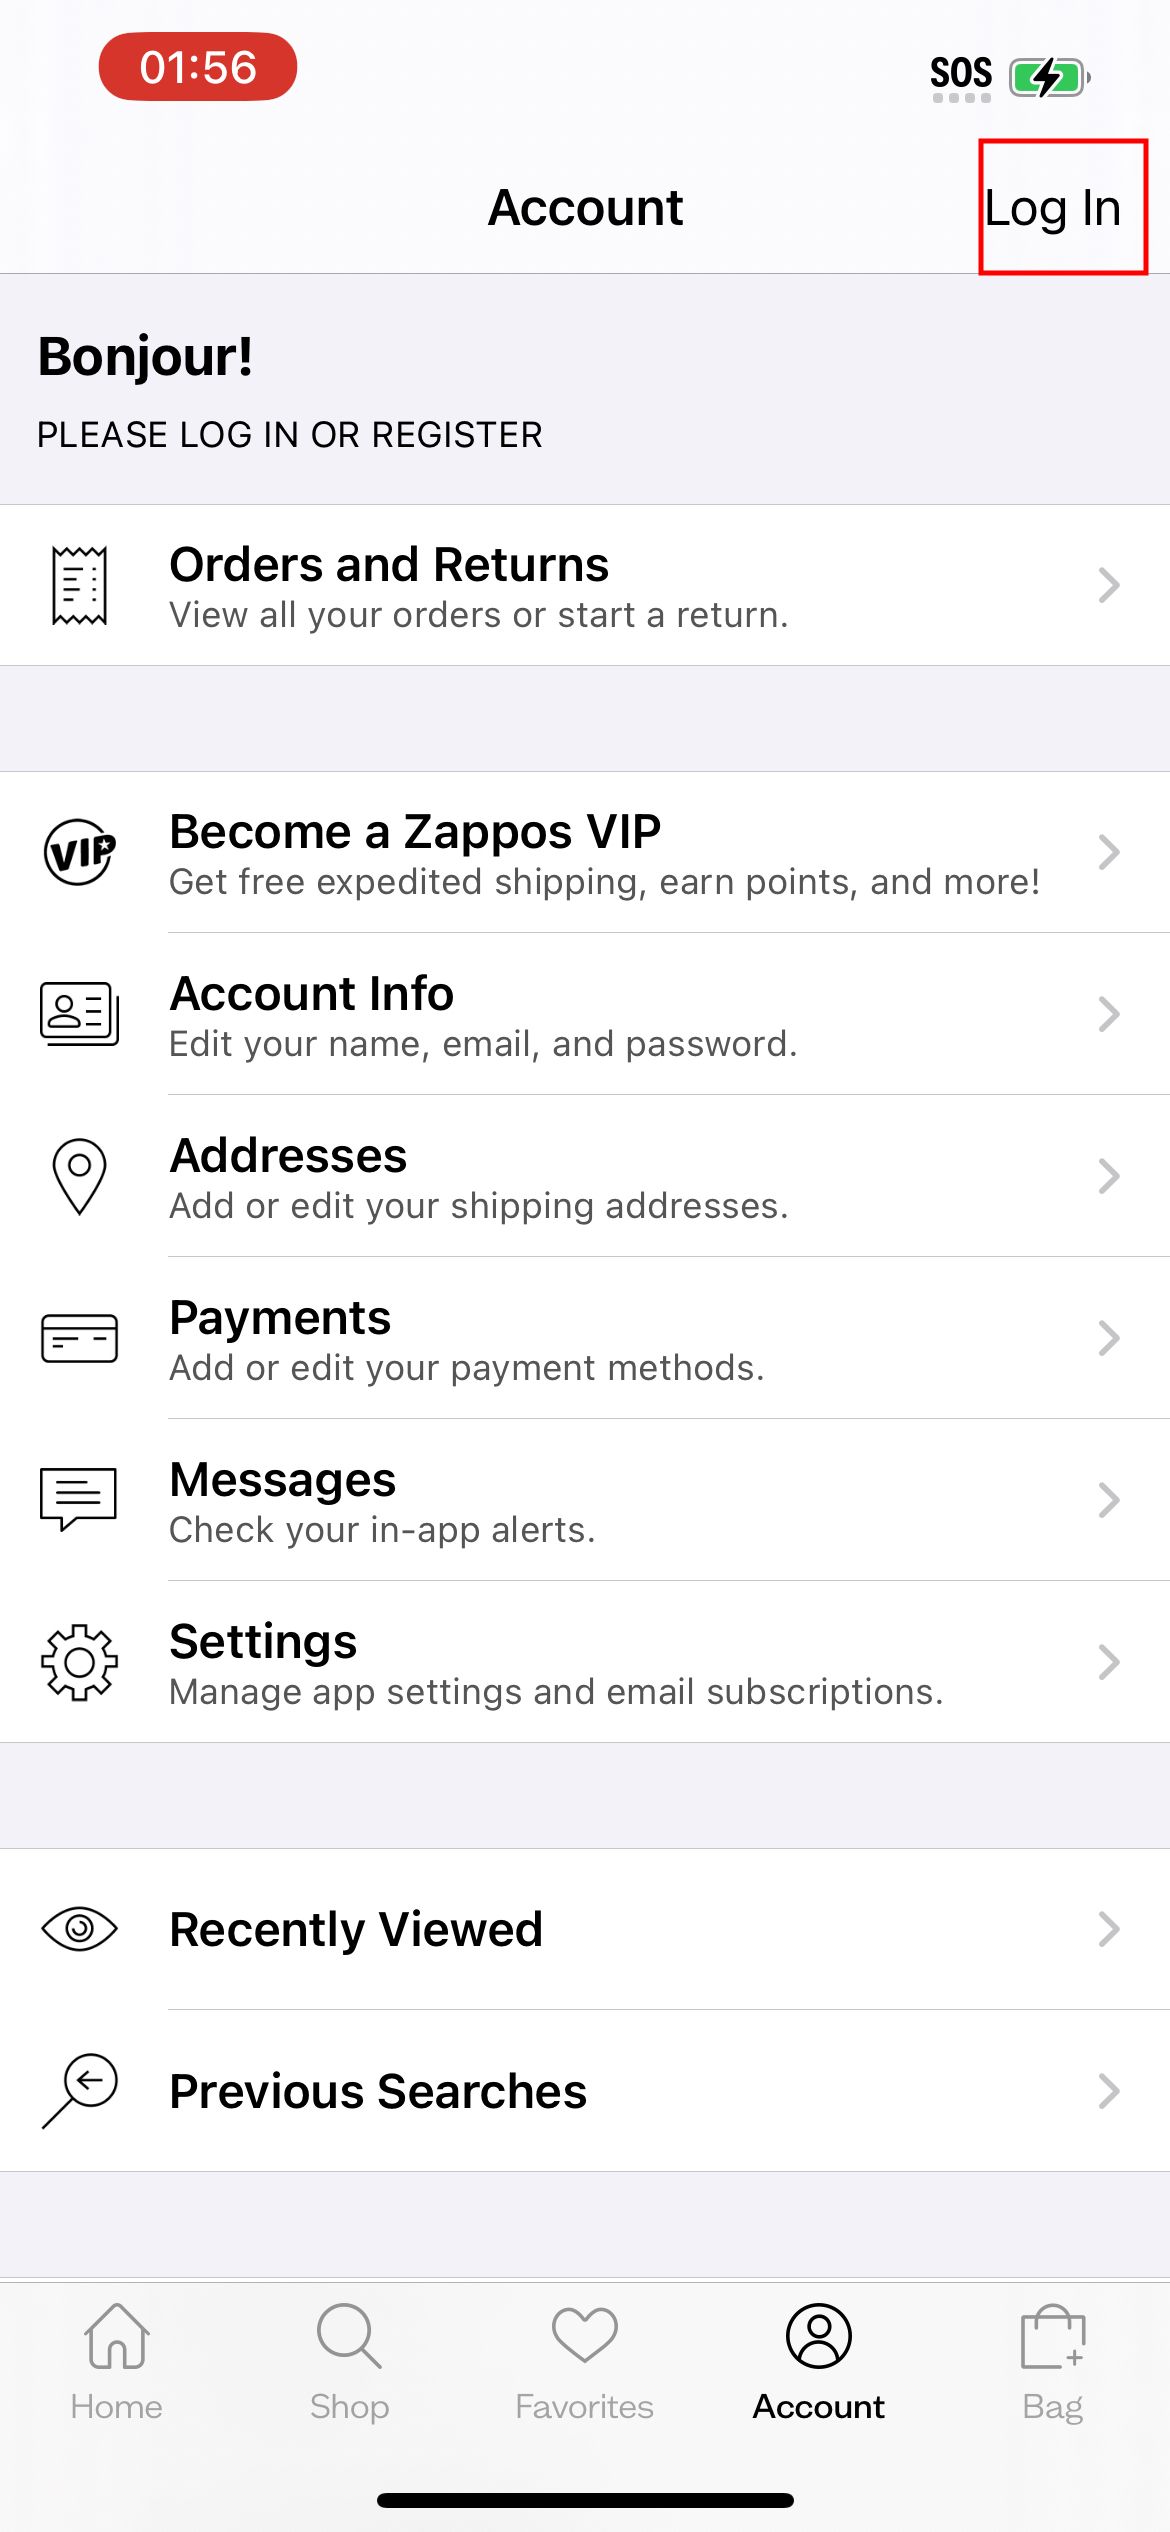 01:56
SOS
Account
Log In
Bonjour!
PLEASE LOG IN OR REGISTER
Orders and Returns
View all your orders or start a return.
VIP
Become a Zappos VIP
Get free expedited shipping, earn points, and more!
Account Info
Edit your name, email, and password.
Addresses
Add or edit your shipping addresses.
Payments
Add or edit your payment methods.
Messages
Check your in-app alerts.
Settings
Manage app settings and email subscriptions.
Recently Viewed
Previous Searches
Home
Shop
Favorites
Account
Bag